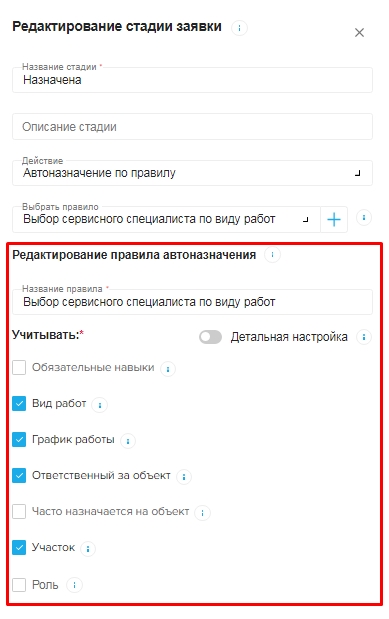 Редактирование стадии заявки
Название стадии *
Назначена
Описание стадии
Действие
Автоназначение по правилу
Выбрать правило
Выбор сервисного специалиста по виду работ
Редактирование правила автоназначения
Название правила *
Выбор сервисного специалиста по виду работ
Учитывать:* Детальная настройка
Обязательные навыки
Вид работ
График работы
Ответственный за объект
Часто назначается на объект
Участок
Роль